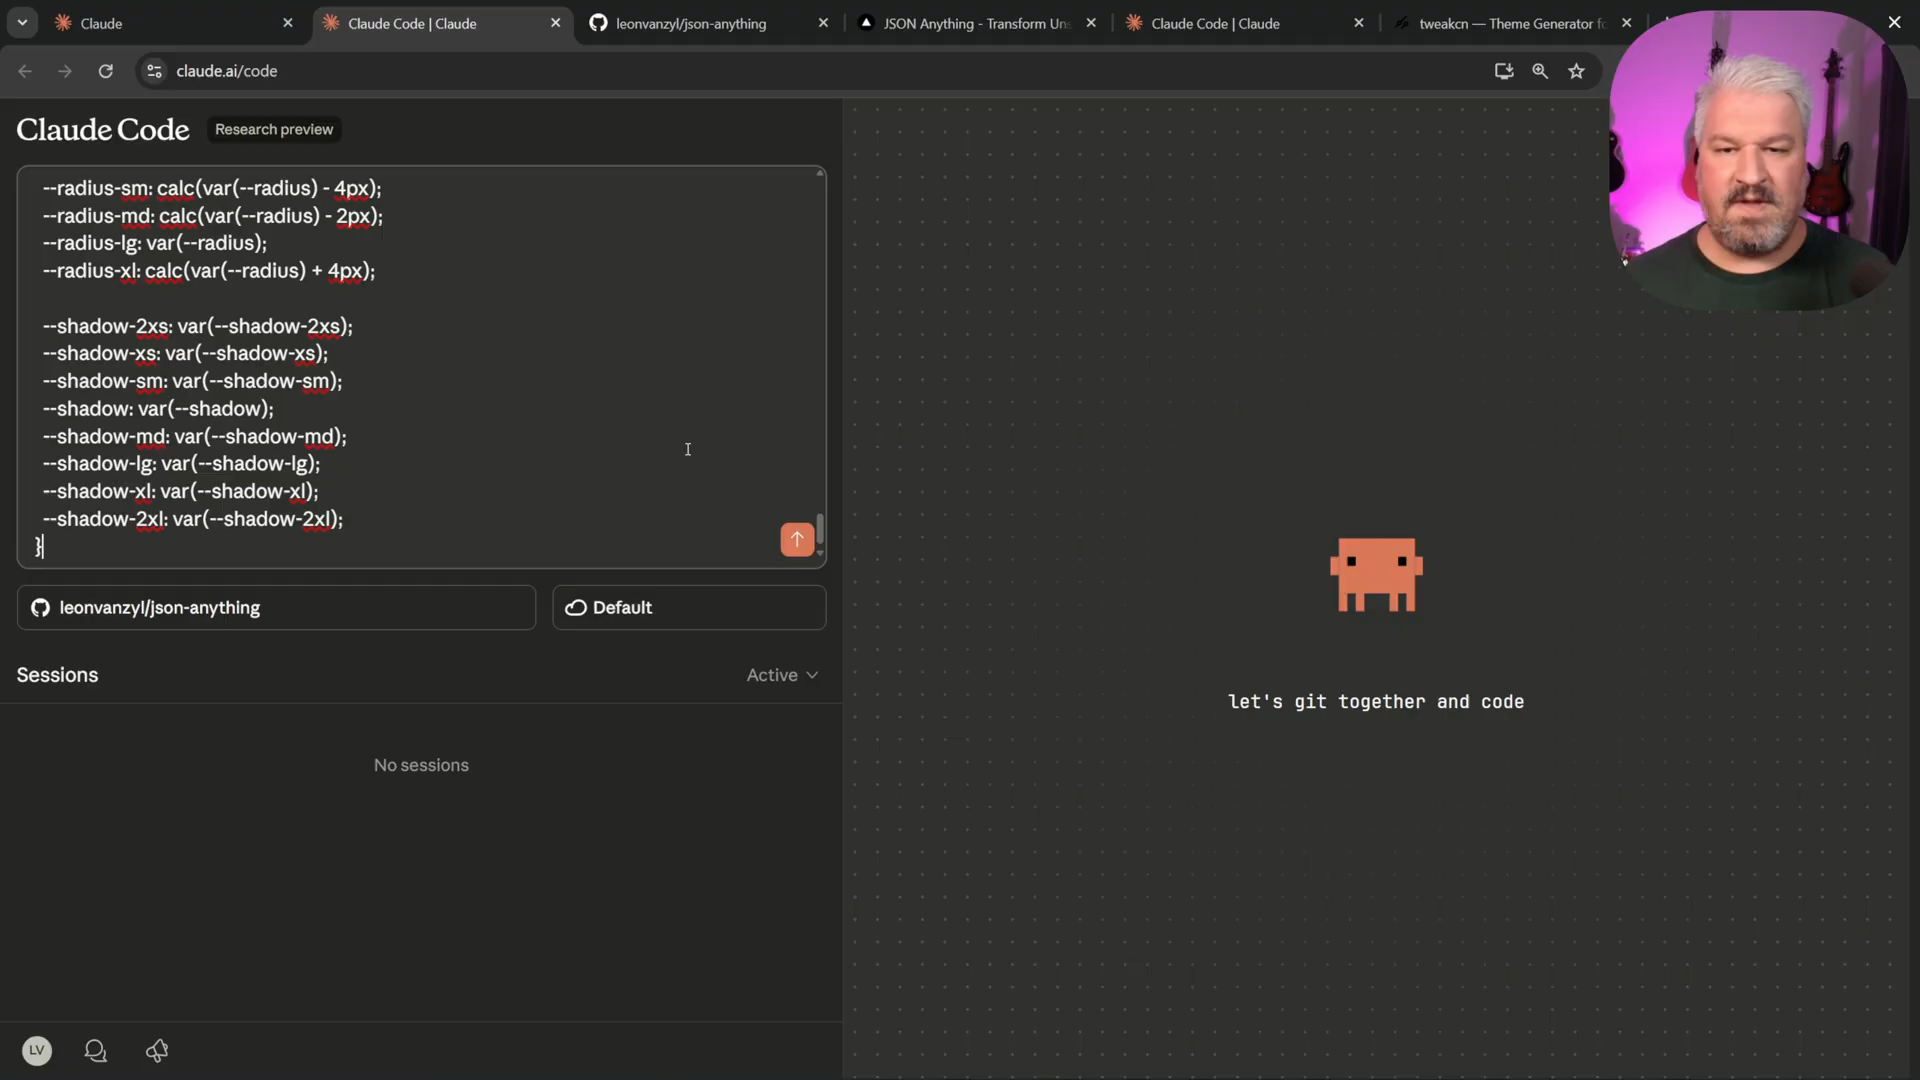 Claude
Claude Code | Claude
leonvanzyl/json-anything
JSON Anything - Transform Uns
Claude Code | Claude
tweakcn — Theme Generator fo
claude.ai/code
Claude Code
Research preview
--radius-sm: calc(var(--radius) - 4px);
--radius-md: calc(var(--radius) - 2px);
--radius-lg: var(--radius);
--radius-xl: calc(var(--radius) + 4px);
--shadow-2xs: var(--shadow-2xs);
--shadow-xs: var(--shadow-xs);
--shadow-sm: var(--shadow-sm);
--shadow: var(--shadow);
--shadow-md: var(--shadow-md);
--shadow-lg: var(--shadow-lg);
--shadow-xl: var(--shadow-xl);
--shadow-2xl: var(--shadow-2xl);
}
leonvanzyl/json-anything
Default
Sessions
Active
No sessions
let's git together and code
LV